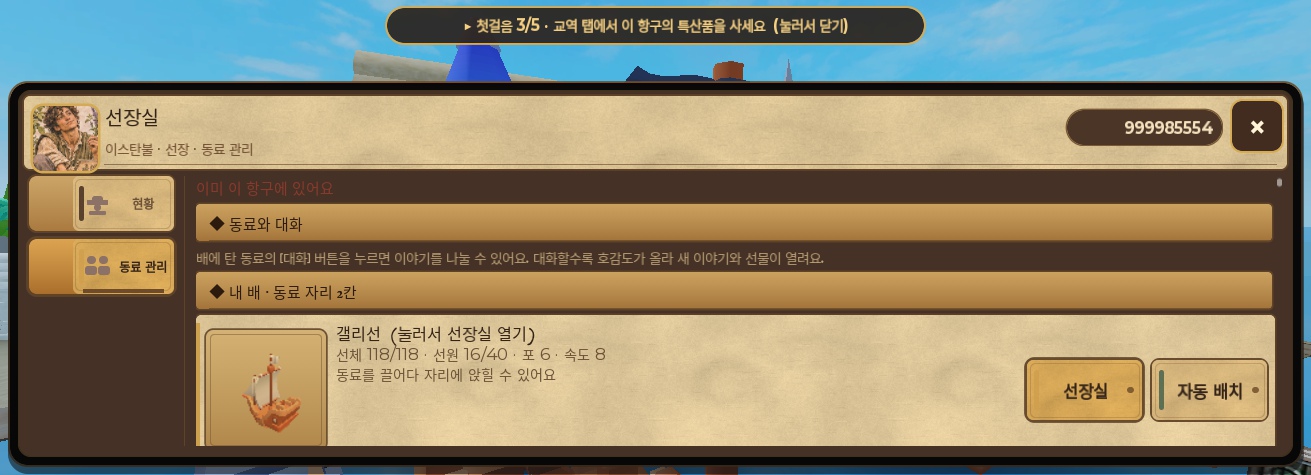 ▸ 첫걸음 3/5 · 교역 탭에서 이 항구의 특산품을 사세요 (눌러서 닫기)
선장실
이스탄불 · 선장 · 동료 관리
999985554
×
현황
동료 관리
이미 이 항구에 있어요
◆ 동료와 대화
배에 탄 동료의 [대화] 버튼을 누르면 이야기를 나눌 수 있어요. 대화할수록 호감도가 올라 새 이야기와 선물이 열려요.
◆ 내 배 · 동료 자리 2칸
갤리선 (눌러서 선장실 열기)
선체 118/118 · 선원 16/40 · 포 6 · 속도 8
동료를 끌어다 자리에 앉힐 수 있어요
선장실
자동 배치